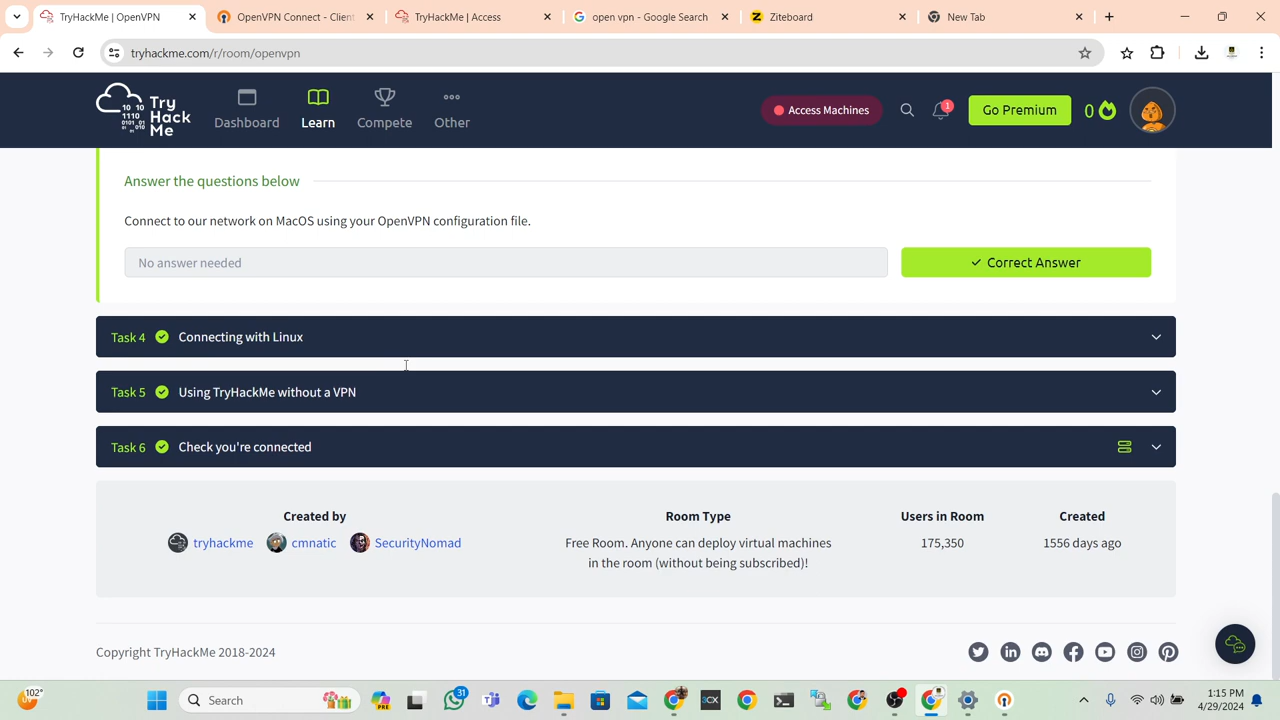 TryHackMe | OpenVPN
OpenVPN Connect - Client
TryHackMe | Access
open vpn - Google Search
Ziteboard
New Tab
tryhackme.com/r/room/openvpn
Try
Hack
Me
Dashboard
Learn
Compete
Other
Access Machines
1
Go Premium
0
Answer the questions below
Connect to our network on MacOS using your OpenVPN configuration file.
No answer needed
Correct Answer
Task 4 Connecting with Linux
Task 5 Using TryHackMe without a VPN
Task 6 Check you're connected
Created by
tryhackme cmnatic SecurityNomad
Room Type
Free Room. Anyone can deploy virtual machines
in the room (without being subscribed)!
Users in Room
175,350
Created
1556 days ago
Copyright TryHackMe 2018-2024
102°
Search
31
3CX
1:15 PM
4/29/2024